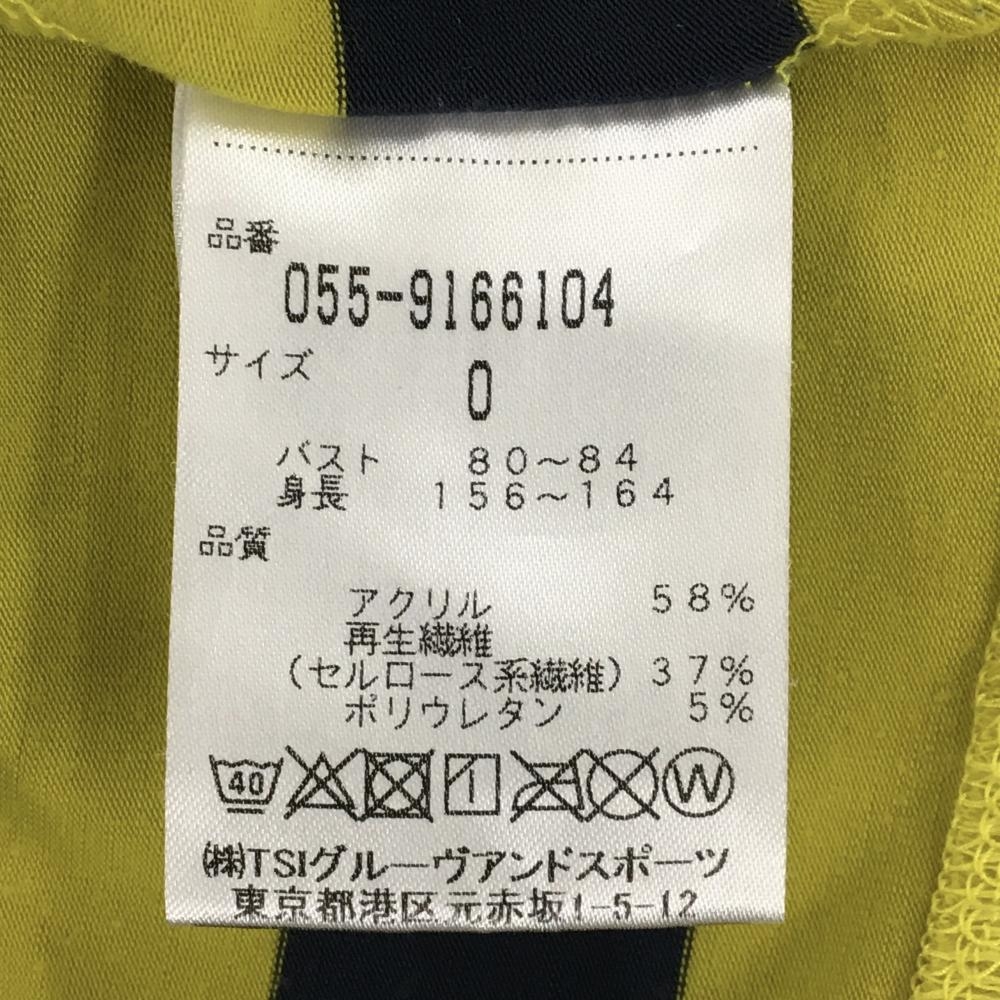 品番
055-9166104
サイズ
0
バスト 80～84
身長 156～164
品質
アクリル 58%
再生繊維
(セルロース系繊維) 37%
ポリウレタン 5%
40 W
㈱TSIグルーヴアンドスポーツ
東京都港区元赤坂1-5-12